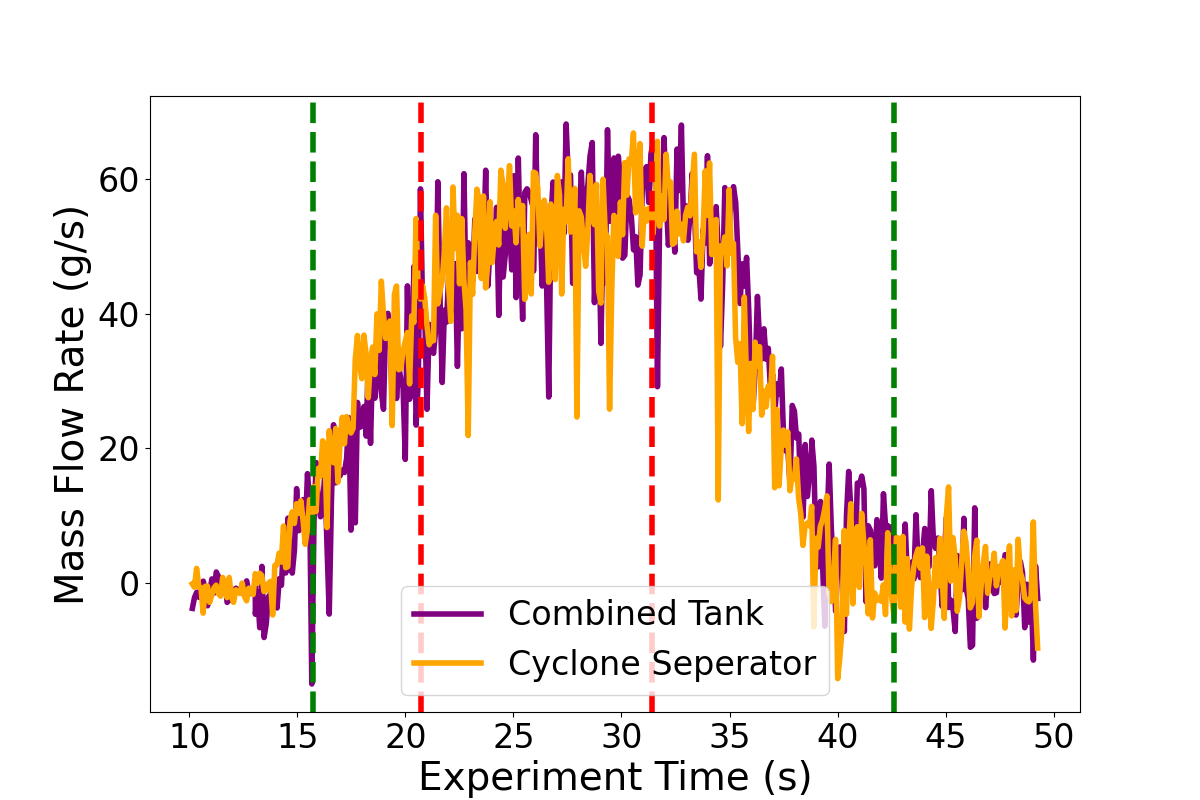 Mass Flow Rate (g/s)
60
40
20
0
Combined Tank
Cyclone Seperator
10 15 20 25 30 35 40 45 50
Experiment Time (s)